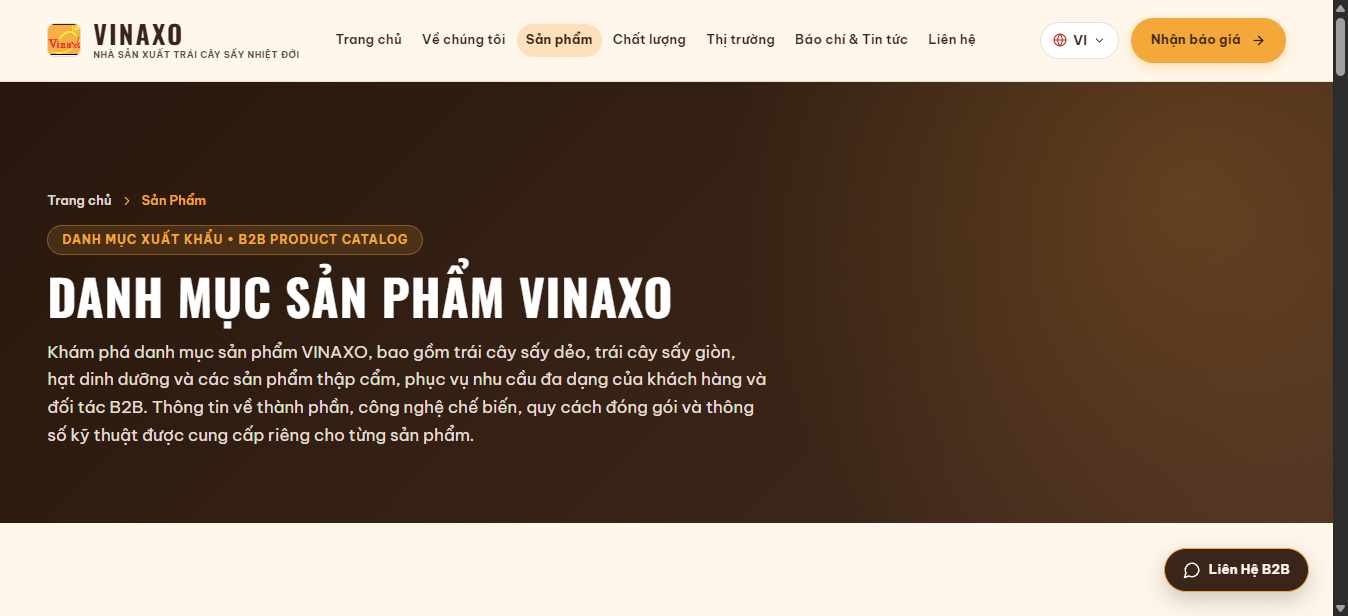 Vinaxo
VINAXO
NHÀ SẢN XUẤT TRÁI CÂY SẤY NHIỆT ĐỚI
Trang chủ
Về chúng tôi
Sản phẩm
Chất lượng
Thị trường
Báo chí & Tin tức
Liên hệ
VI
Nhận báo giá
Trang chủ
Sản Phẩm
DANH MỤC XUẤT KHẨU • B2B PRODUCT CATALOG
DANH MỤC SẢN PHẨM VINAXO
Khám phá danh mục sản phẩm VINAXO, bao gồm trái cây sấy dẻo, trái cây sấy giòn,
hạt dinh dưỡng và các sản phẩm thập cẩm, phục vụ nhu cầu đa dạng của khách hàng và
đối tác B2B. Thông tin về thành phần, công nghệ chế biến, quy cách đóng gói và thông
số kỹ thuật được cung cấp riêng cho từng sản phẩm.
Liên Hệ B2B